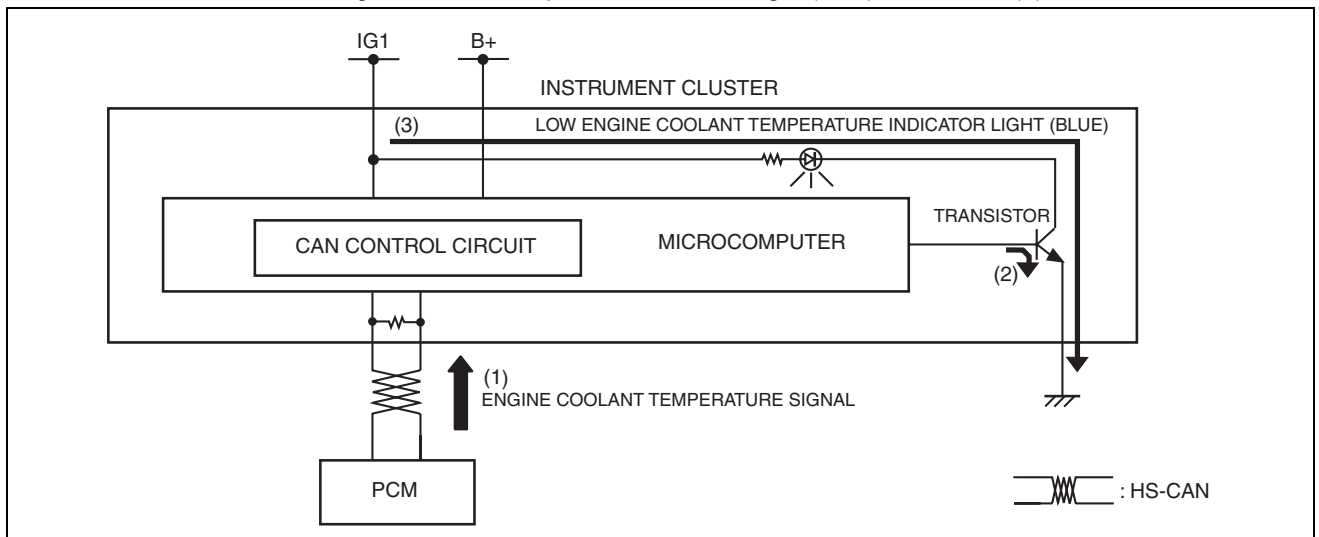 IG1 B+
INSTRUMENT CLUSTER
(3) LOW ENGINE COOLANT TEMPERATURE INDICATOR LIGHT (BLUE)
TRANSISTOR
CAN CONTROL CIRCUIT MICROCOMPUTER
(2)
(1)
ENGINE COOLANT TEMPERATURE SIGNAL
PCM
: HS-CAN